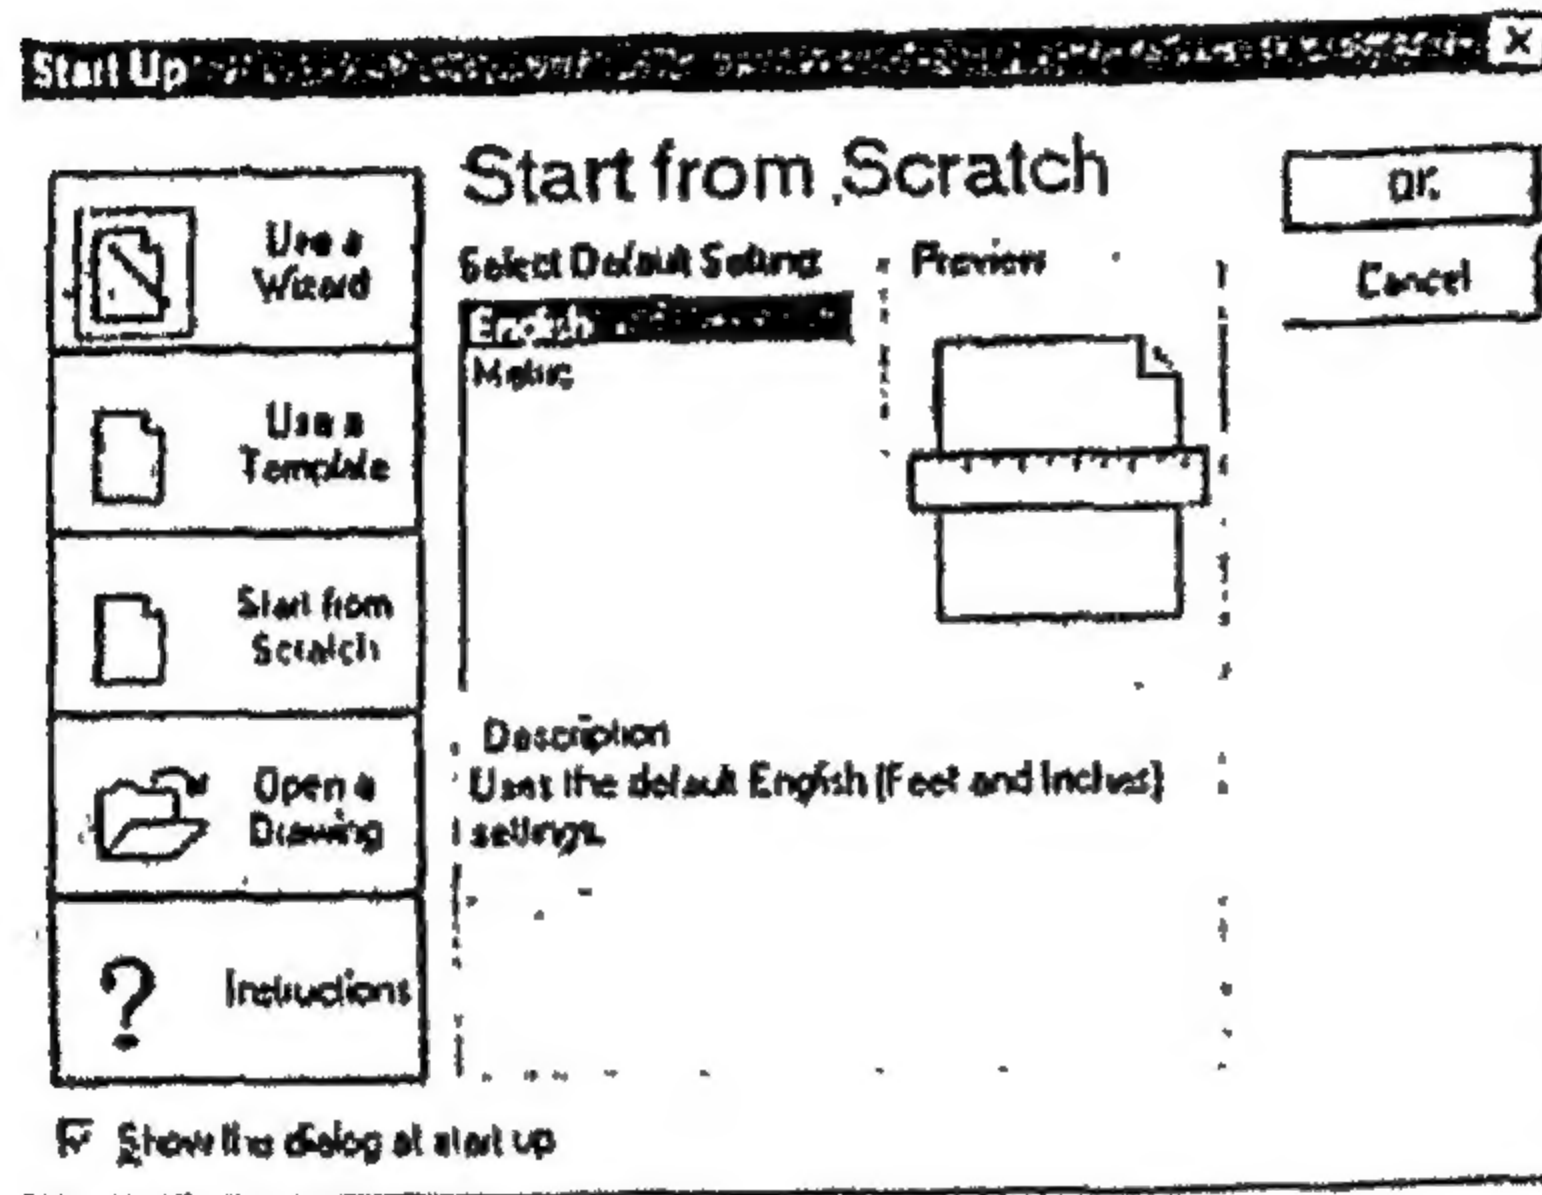 Start Up
Start from Scratch
OK
Cancel
Use a
Wizard
Use a
Template
Start from
Scratch
Open a
Drawing
Instructions
Select Default Setting:
English
Metric
Preview
Description
Uses the default English (Feet and Inches)
settings.
Show this dialog at start up